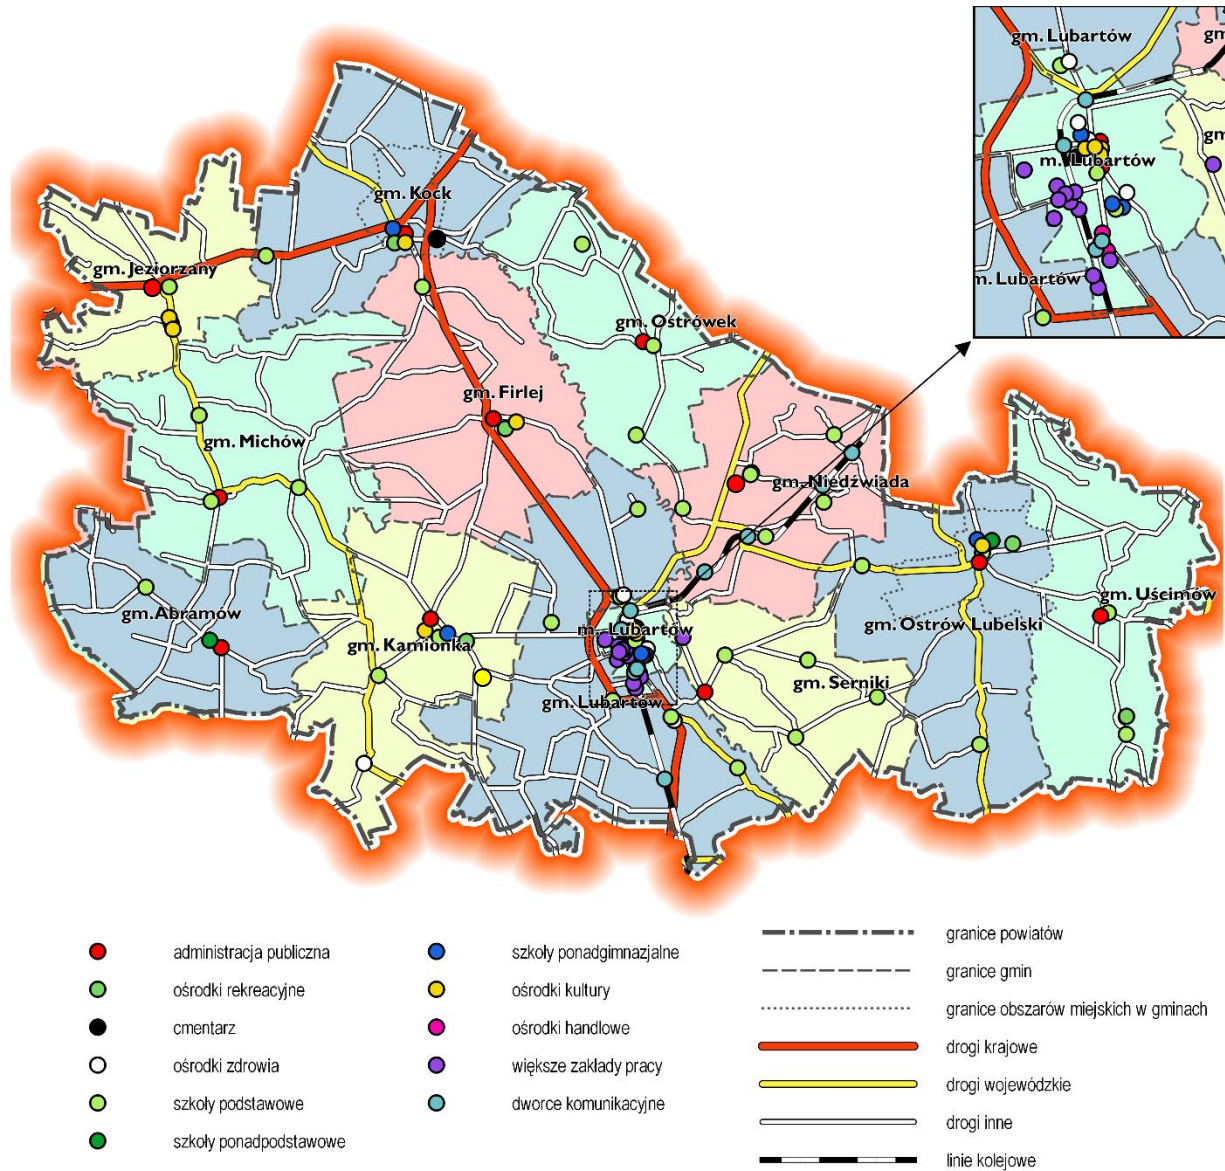 gm. Lubartów
gm
gm
m. Lubartów
m. Lubartów
gm. Kock
gm. Jeziorzany
gm. Ostrówek
gm. Firlej
gm. Michów
gm. Niedźwiada
gm. Abramów
gm. Kamionka
m. Lubartów
gm. Lubartów
gm. Serniki
gm. Ostrów Lubelski
gm. Uścimów
administracja publiczna
ośrodki rekreacyjne
cmentarz
ośrodki zdrowia
szkoły podstawowe
szkoły ponadpodstawowe
szkoły ponadgimnazjalne
ośrodki kultury
ośrodki handlowe
większe zakłady pracy
dworce komunikacyjne
granice powiatów
granice gmin
granice obszarów miejskich w gminach
drogi krajowe
drogi wojewódzkie
drogi inne
linie kolejowe